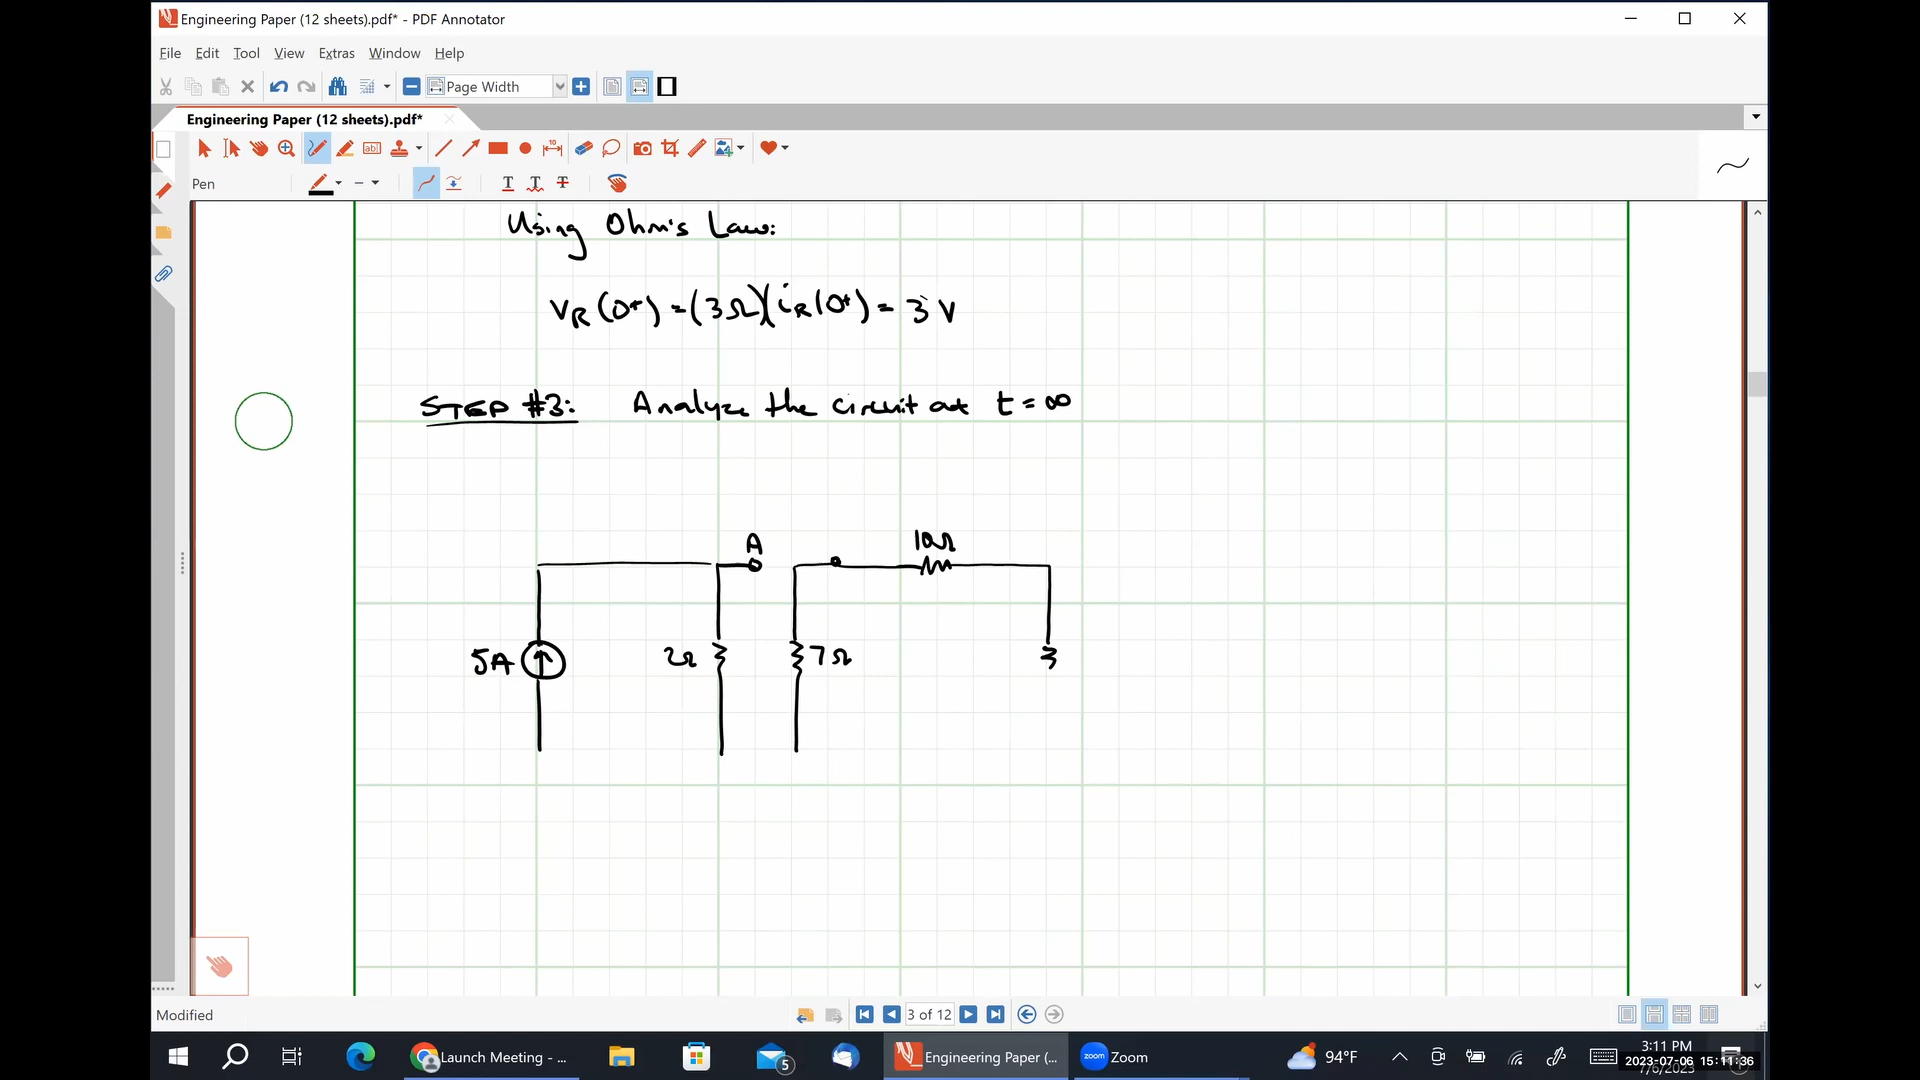 Engineering Paper (12 sheets).pdf* - PDF Annotator
File Edit Tool View Extras Window Help
Page Width
Engineering Paper (12 sheets).pdf*
Pen
Using Ohm's Law:
vR(0⁺) = (3Ω)(iR(0⁺) = 3 V
STEP #3: Analyze the circuit at t = ∞
A
10Ω
5A
2Ω
7Ω
Modified
3 of 12
Launch Meeting - ...
5
Engineering Paper (...
zoom
Zoom
94°F
3:11 PM
2023-07-06 15:11:36